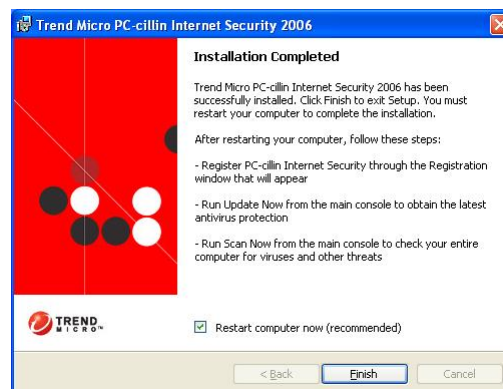 Trend Micro PC-cillin Internet Security 2006
Installation Completed
Trend Micro PC-cillin Internet Security 2006 has been
successfully installed. Click Finish to exit Setup. You must
restart your computer to complete the installation.
After restarting your computer, follow these steps:
- Register PC-cillin Internet Security through the Registration
window that will appear
- Run Update Now from the main console to obtain the latest
antivirus protection
- Run Scan Now from the main console to check your entire
computer for viruses and other threats
TREND
MICRO™
Restart computer now (recommended)
< Back
Finish
Cancel